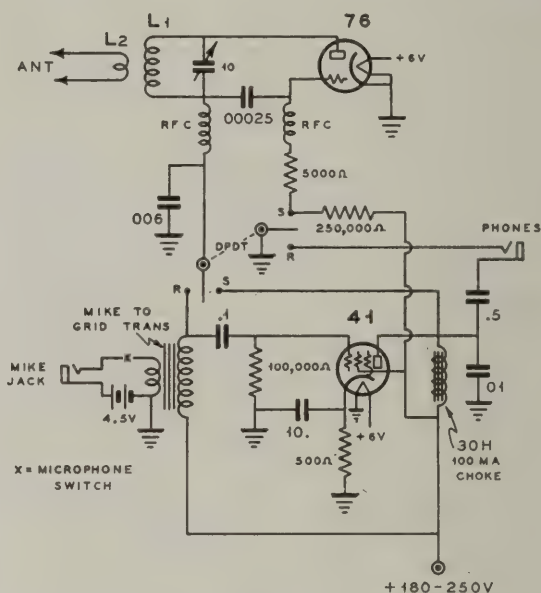 L1
76
L2
ANT
10
+6V
RFC
00025
RFC
5000Ω
006
S
250,000Ω
DPDT
R
PHONES
R
S
MIKE TO
GRID TRANS
.1
41
.5
MIKE
JACK
X
100,000Ω
01
4.5V
10.
+6V
500Ω
30H
100 MA
CHOKE
X = MICROPHONE
SWITCH
+180-250V